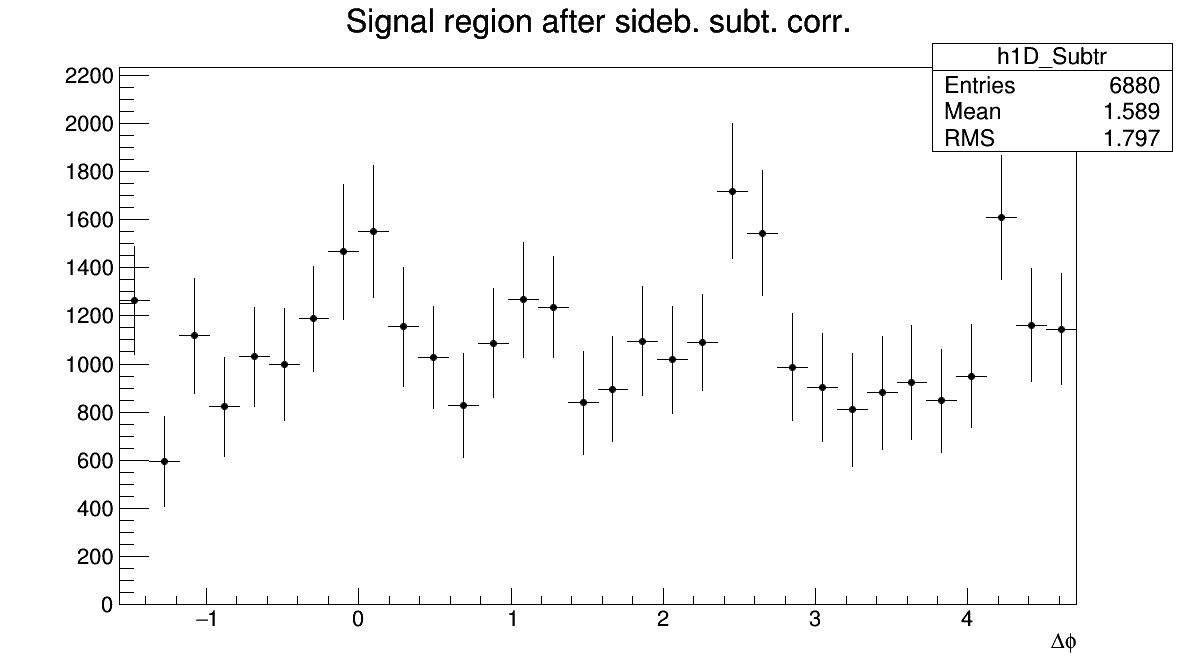 Signal region after sideb. subt. corr.
h1D_Subtr
Entries 6880
Mean 1.589
RMS 1.797
2200
2000
1800
1600
1400
1200
1000
800
600
400
200
0
−1 0 1 2 3 4
Δϕ